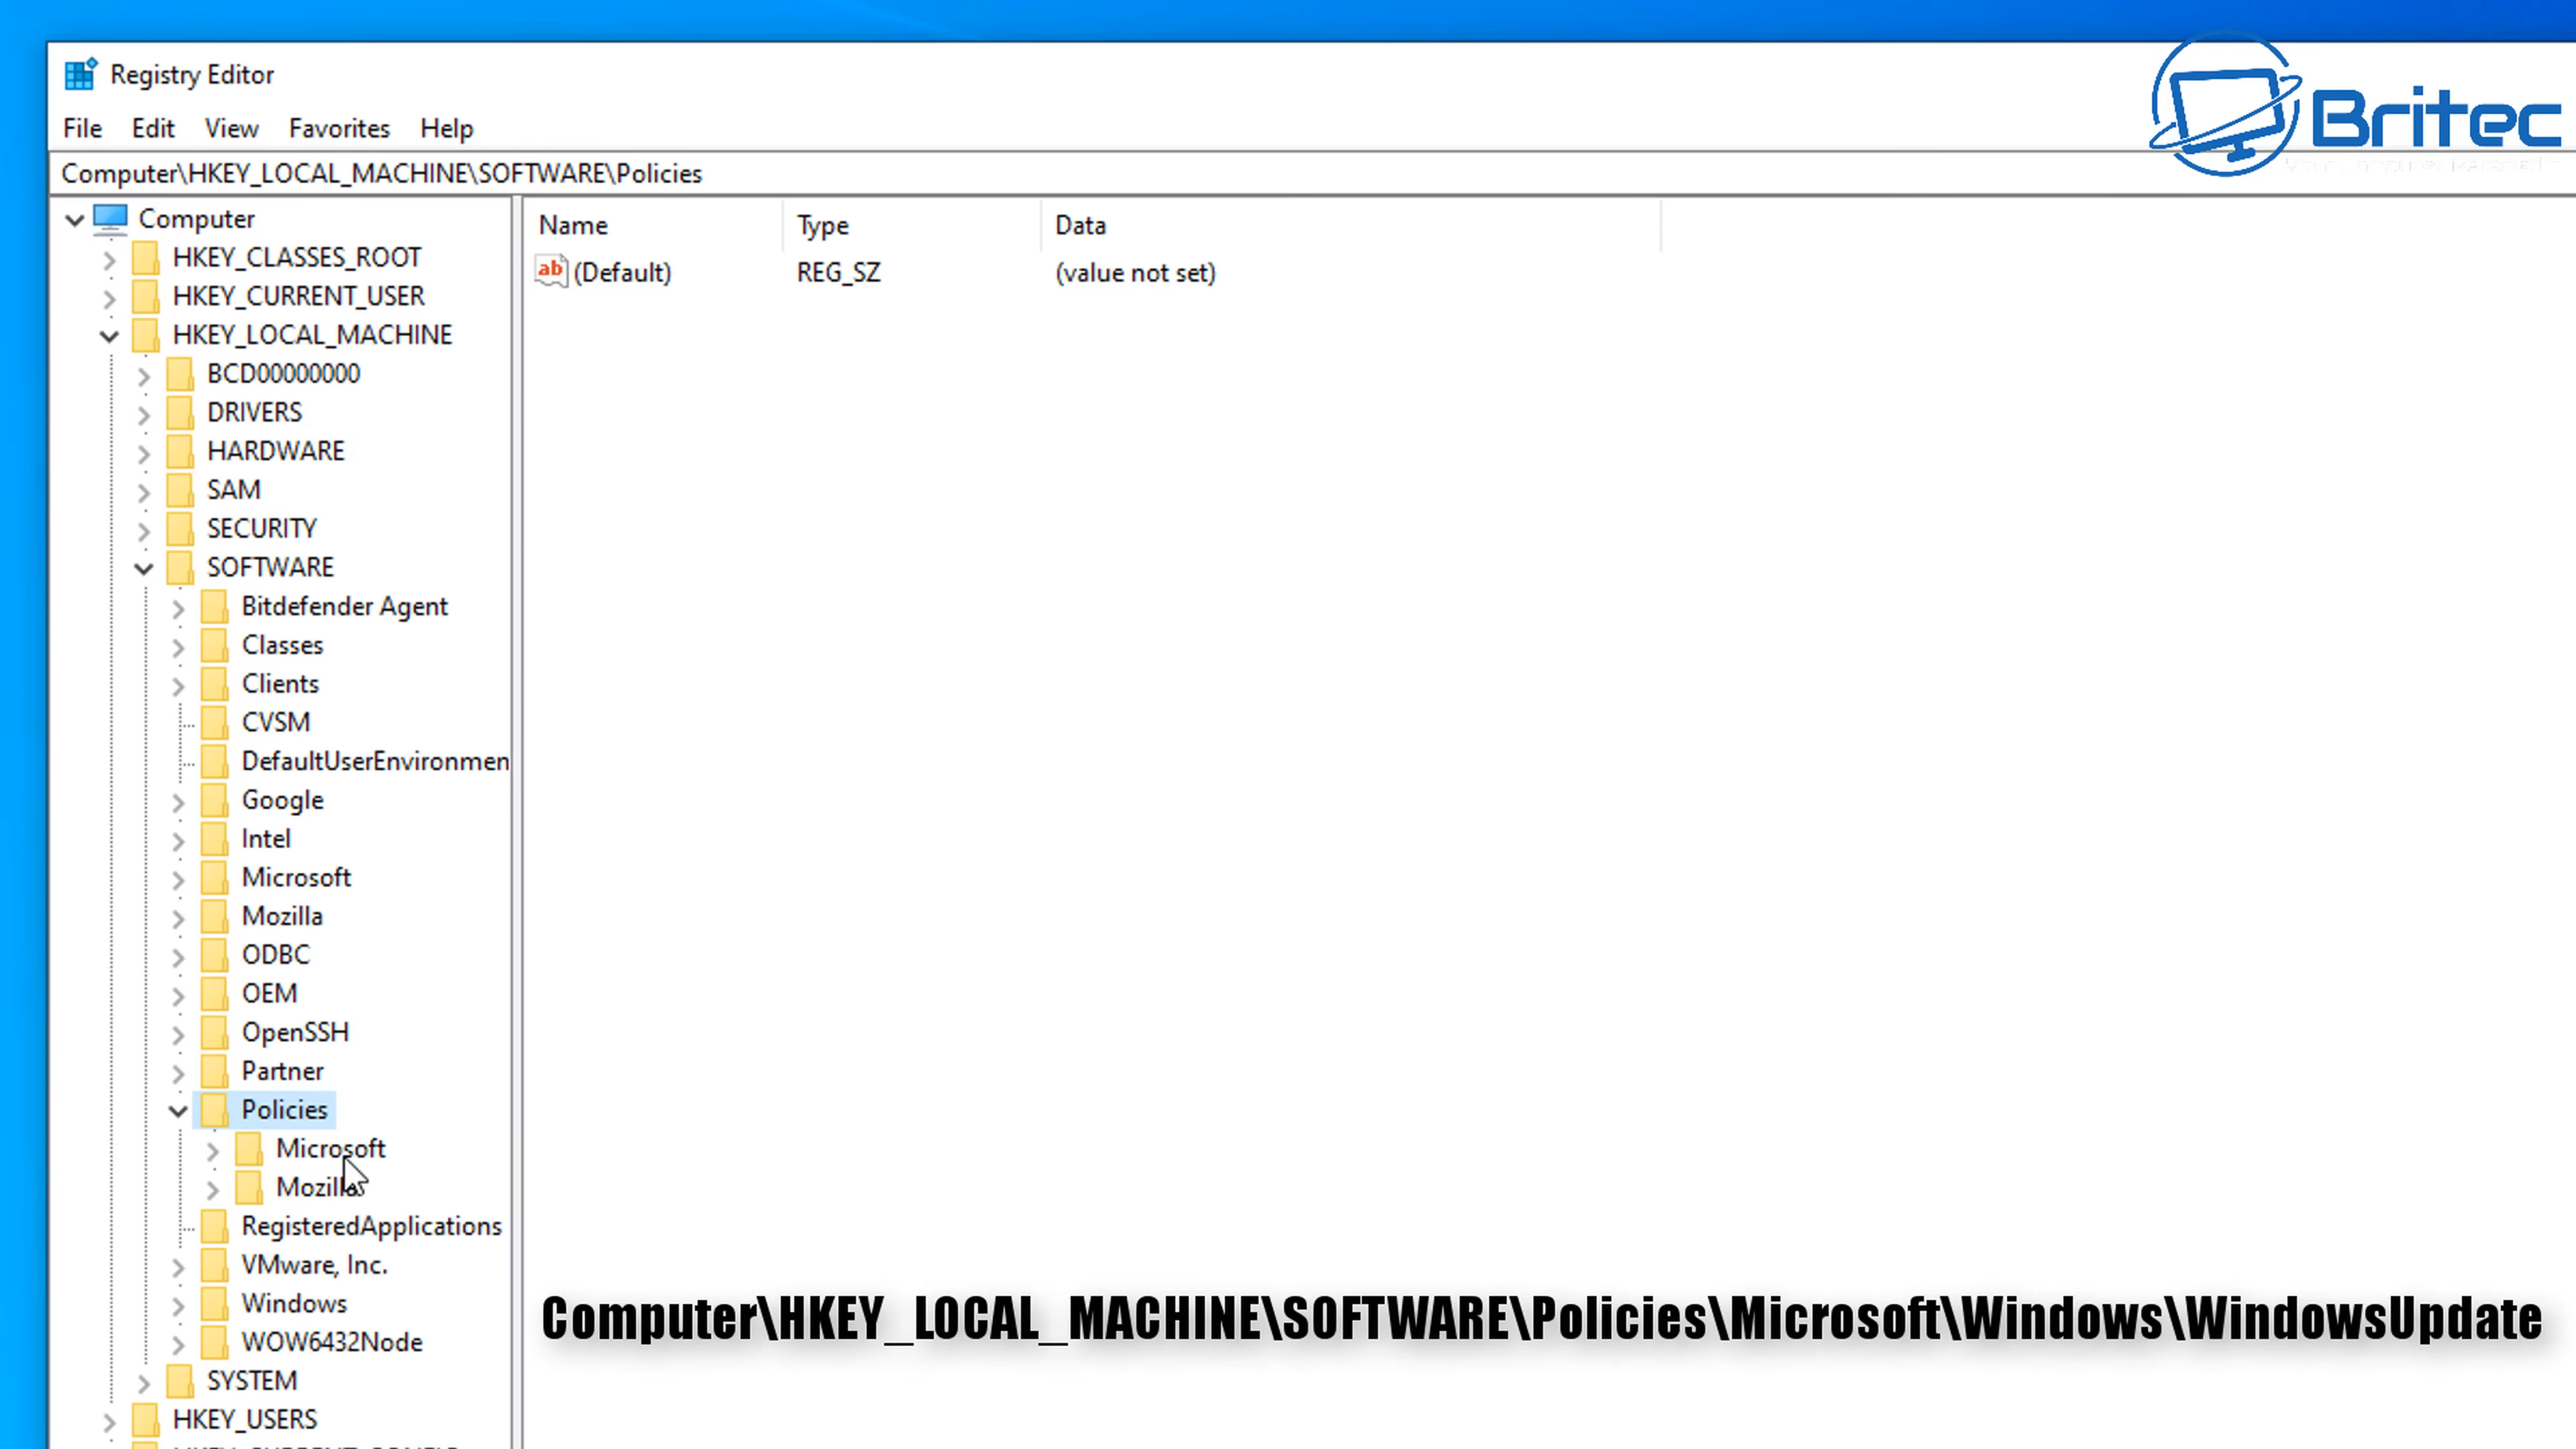 Registry Editor
File Edit View Favorites Help
Britec
Computer\HKEY_LOCAL_MACHINE\SOFTWARE\Policies
Computer
HKEY_CLASSES_ROOT
HKEY_CURRENT_USER
HKEY_LOCAL_MACHINE
BCD00000000
DRIVERS
HARDWARE
SAM
SECURITY
SOFTWARE
Bitdefender Agent
Classes
Clients
CVSM
DefaultUserEnvironmen
Google
Intel
Microsoft
Mozilla
ODBC
OEM
OpenSSH
Partner
Policies
Microsoft
Mozilla
RegisteredApplications
VMware, Inc.
Windows
WOW6432Node
SYSTEM
HKEY_USERS
Name Type Data
ab (Default) REG_SZ (value not set)
Computer\HKEY_LOCAL_MACHINE\SOFTWARE\Policies\Microsoft\Windows\WindowsUpdate